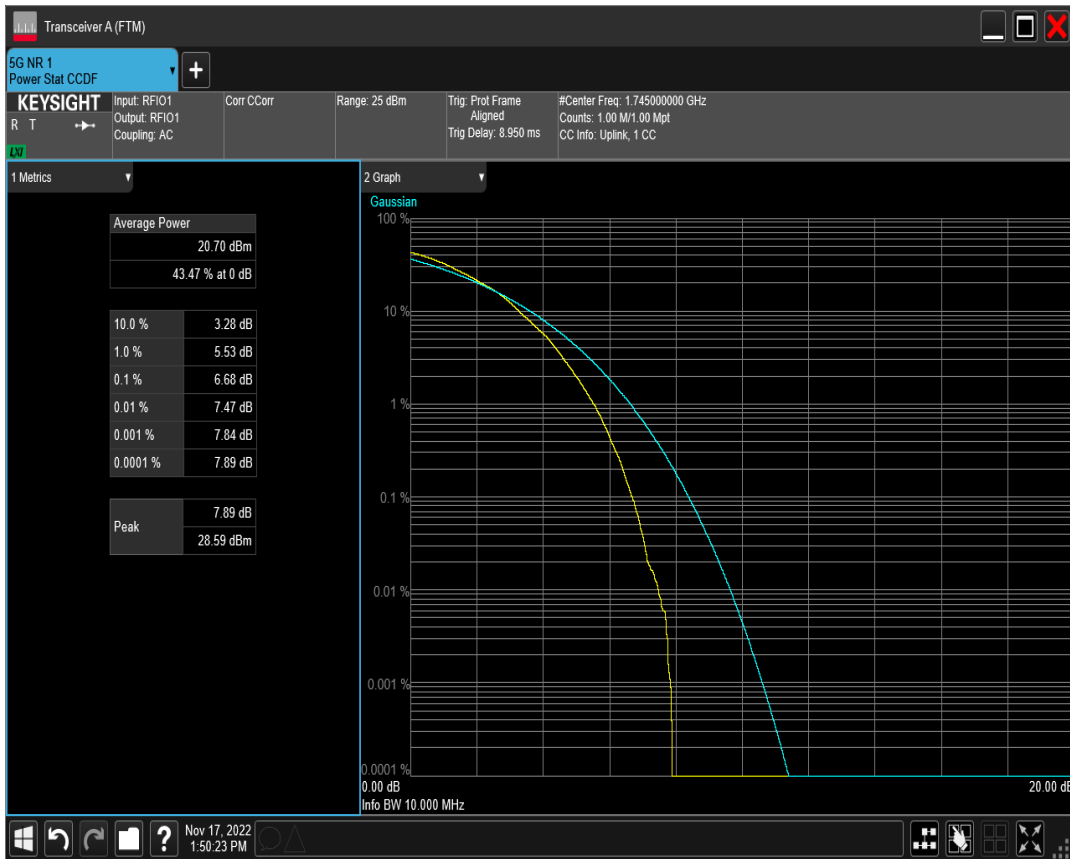 Transceiver A (FTM)
5G NR 1
Power Stat CCDF
+
KEYSIGHT
R T
LXI
Input: RFIO1
Output: RFIO1
Coupling: AC
Corr CCorr
Range: 25 dBm
Trig: Prot Frame
Aligned
Trig Delay: 8.950 ms
#Center Freq: 1.745000000 GHz
Counts: 1.00 M/1.00 Mpt
CC Info: Uplink, 1 CC
1 Metrics
Average Power
20.70 dBm
43.47 % at 0 dB
10.0 % 3.28 dB
1.0 % 5.53 dB
0.1 % 6.68 dB
0.01 % 7.47 dB
0.001 % 7.84 dB
0.0001 % 7.89 dB
Peak
7.89 dB
28.59 dBm
2 Graph
Gaussian
100 %
10 %
1 %
0.1 %
0.01 %
0.001 %
0.0001 %
0.00 dB
20.00 dB
Info BW 10.000 MHz
?
Nov 17, 2022
1:50:23 PM